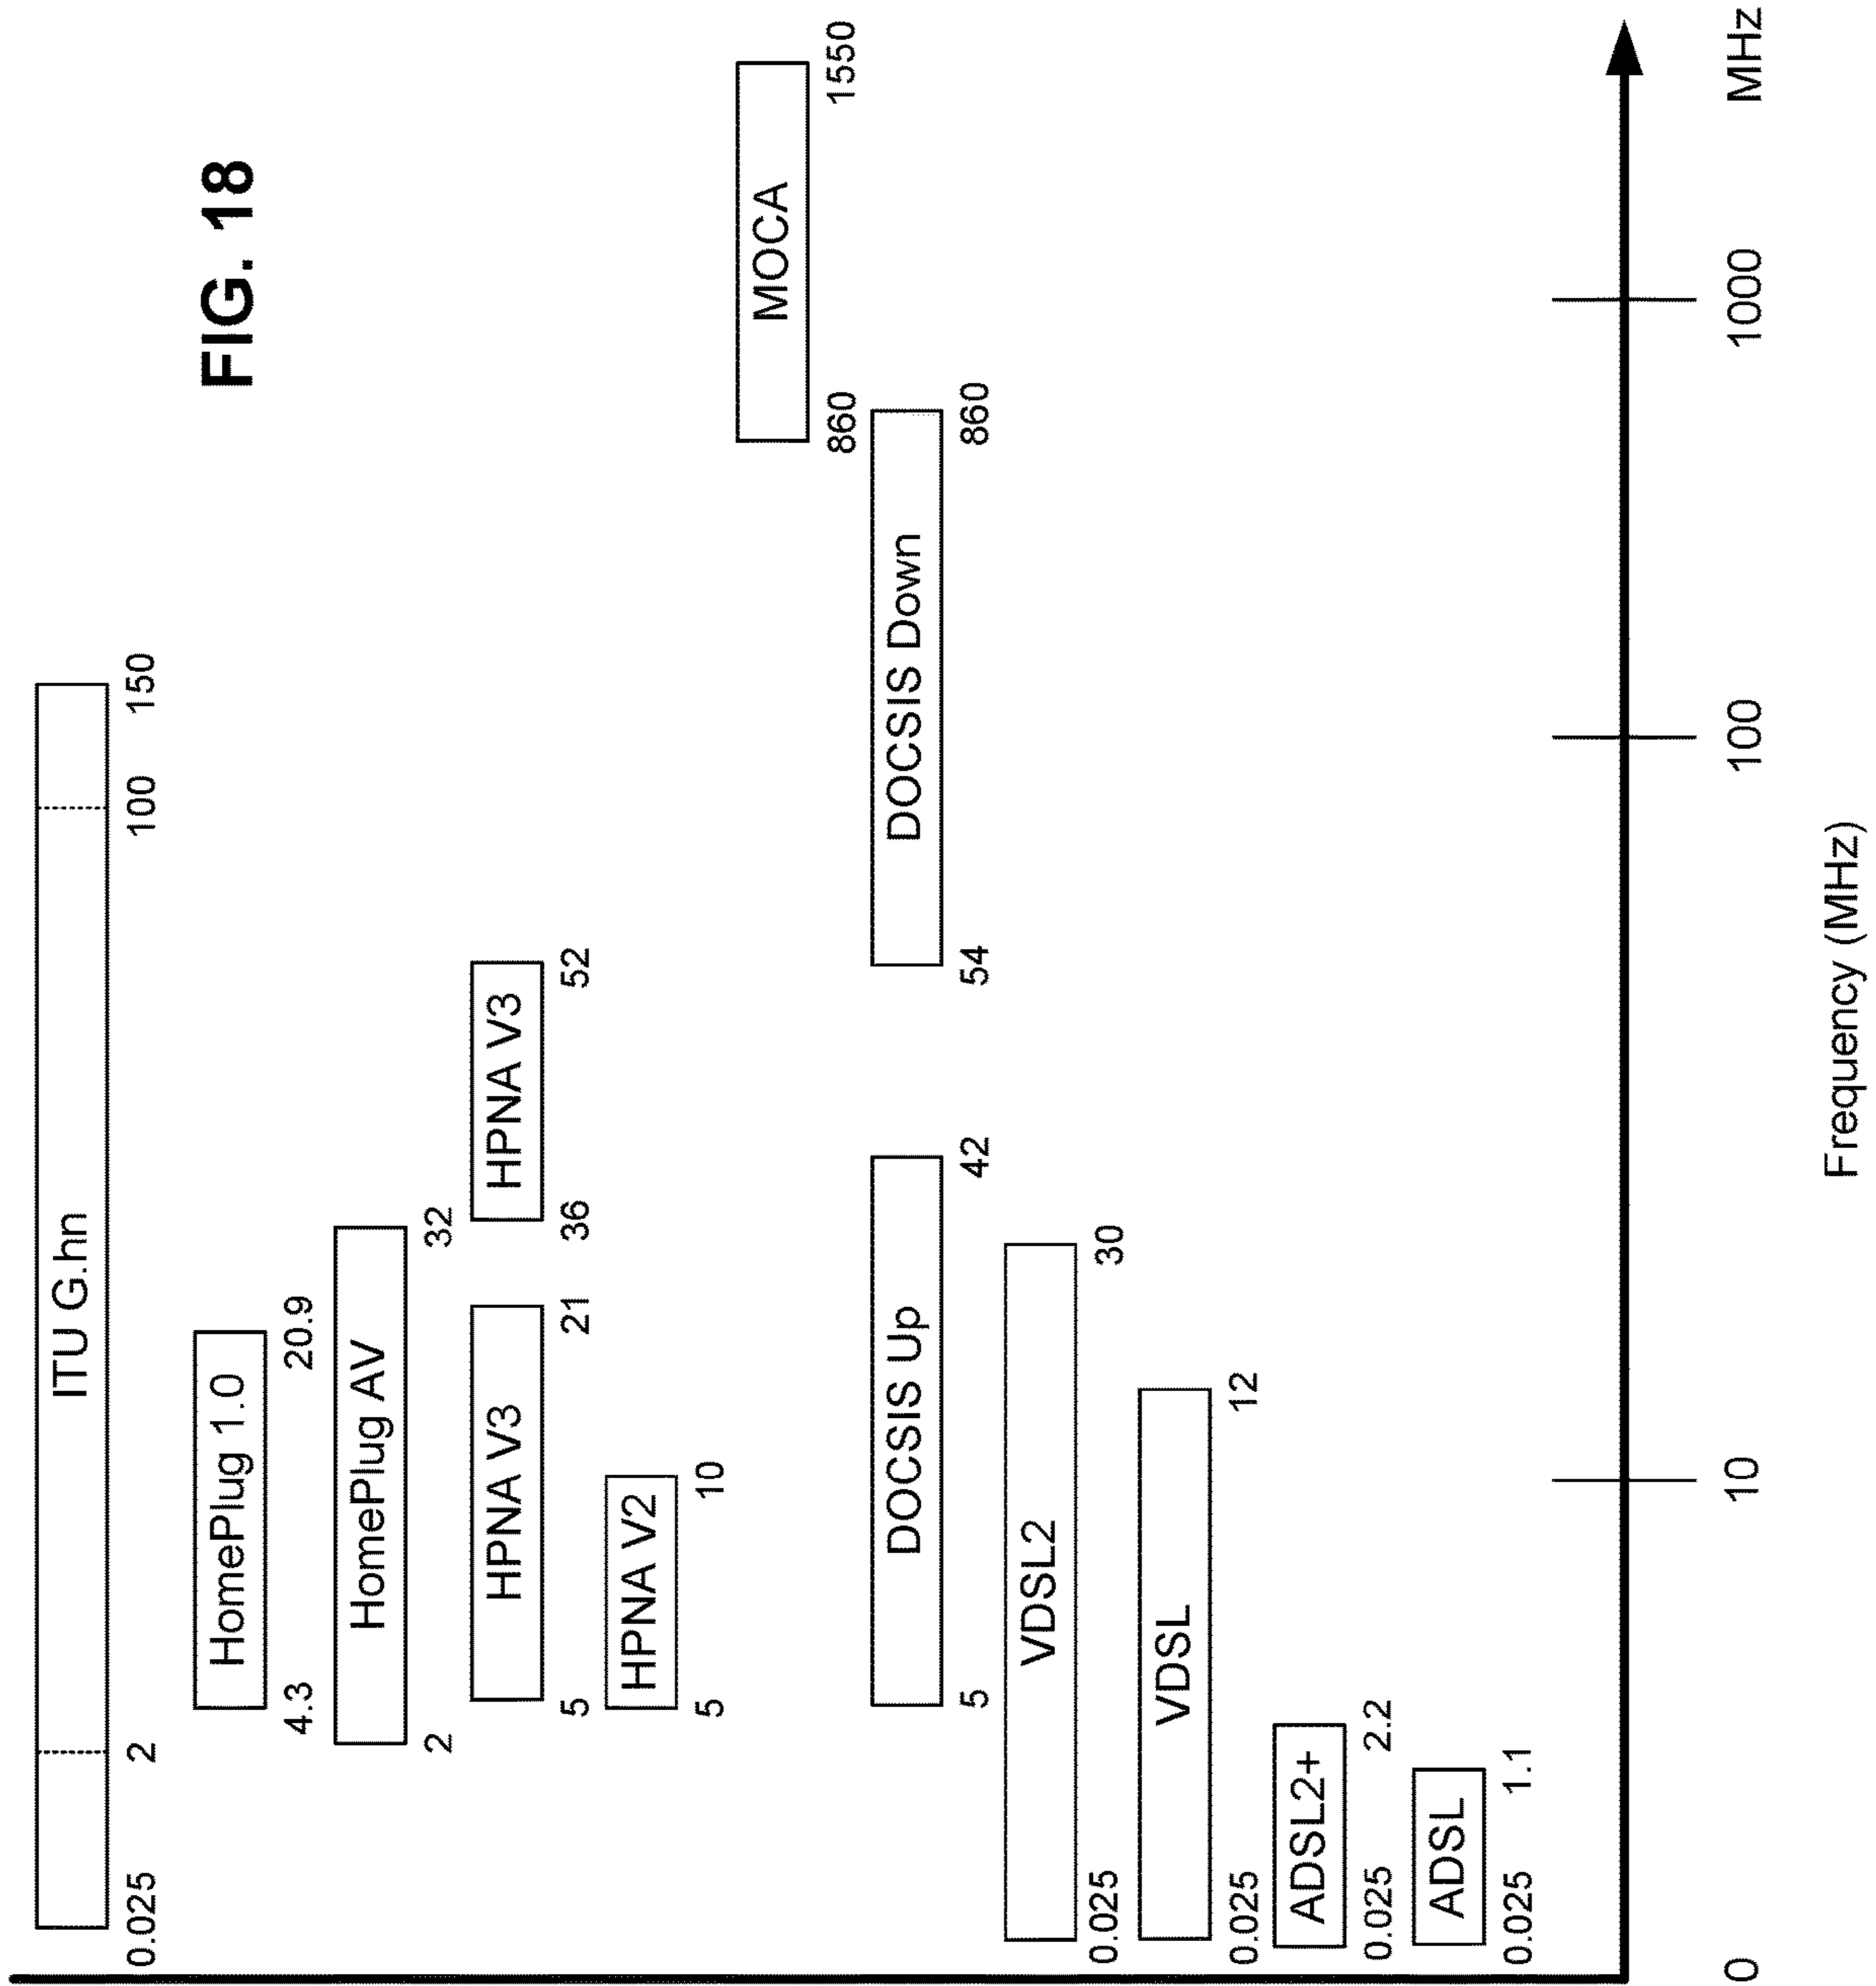 FIG. 18
ITU G.hn
0.025 2 100 150
HomePlug 1.0
4.3 20.9
HomePlug AV
2 32
HPNA V3 HPNA V3
5 21 36 52
HPNA V2
5 10
MOCA
860 1550
DOCSIS Up DOCSIS Down
5 42 54 860
VDSL2
0.025 30
VDSL
0.025 12
ADSL2+
0.025 2.2
ADSL
0.025 1.1
0 10 100 1000 MHz
Frequency (MHz)